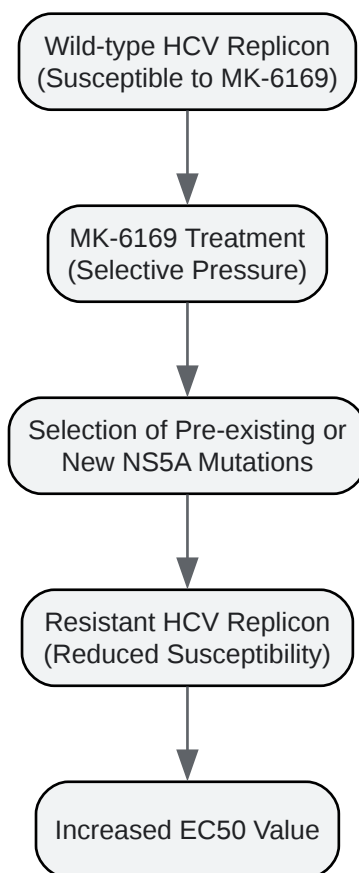 Wild-type HCV Replicon
(Susceptible to MK-6169)
MK-6169 Treatment
(Selective Pressure)
Selection of Pre-existing or
New NS5A Mutations
Resistant HCV Replicon
(Reduced Susceptibility)
Increased EC50 Value